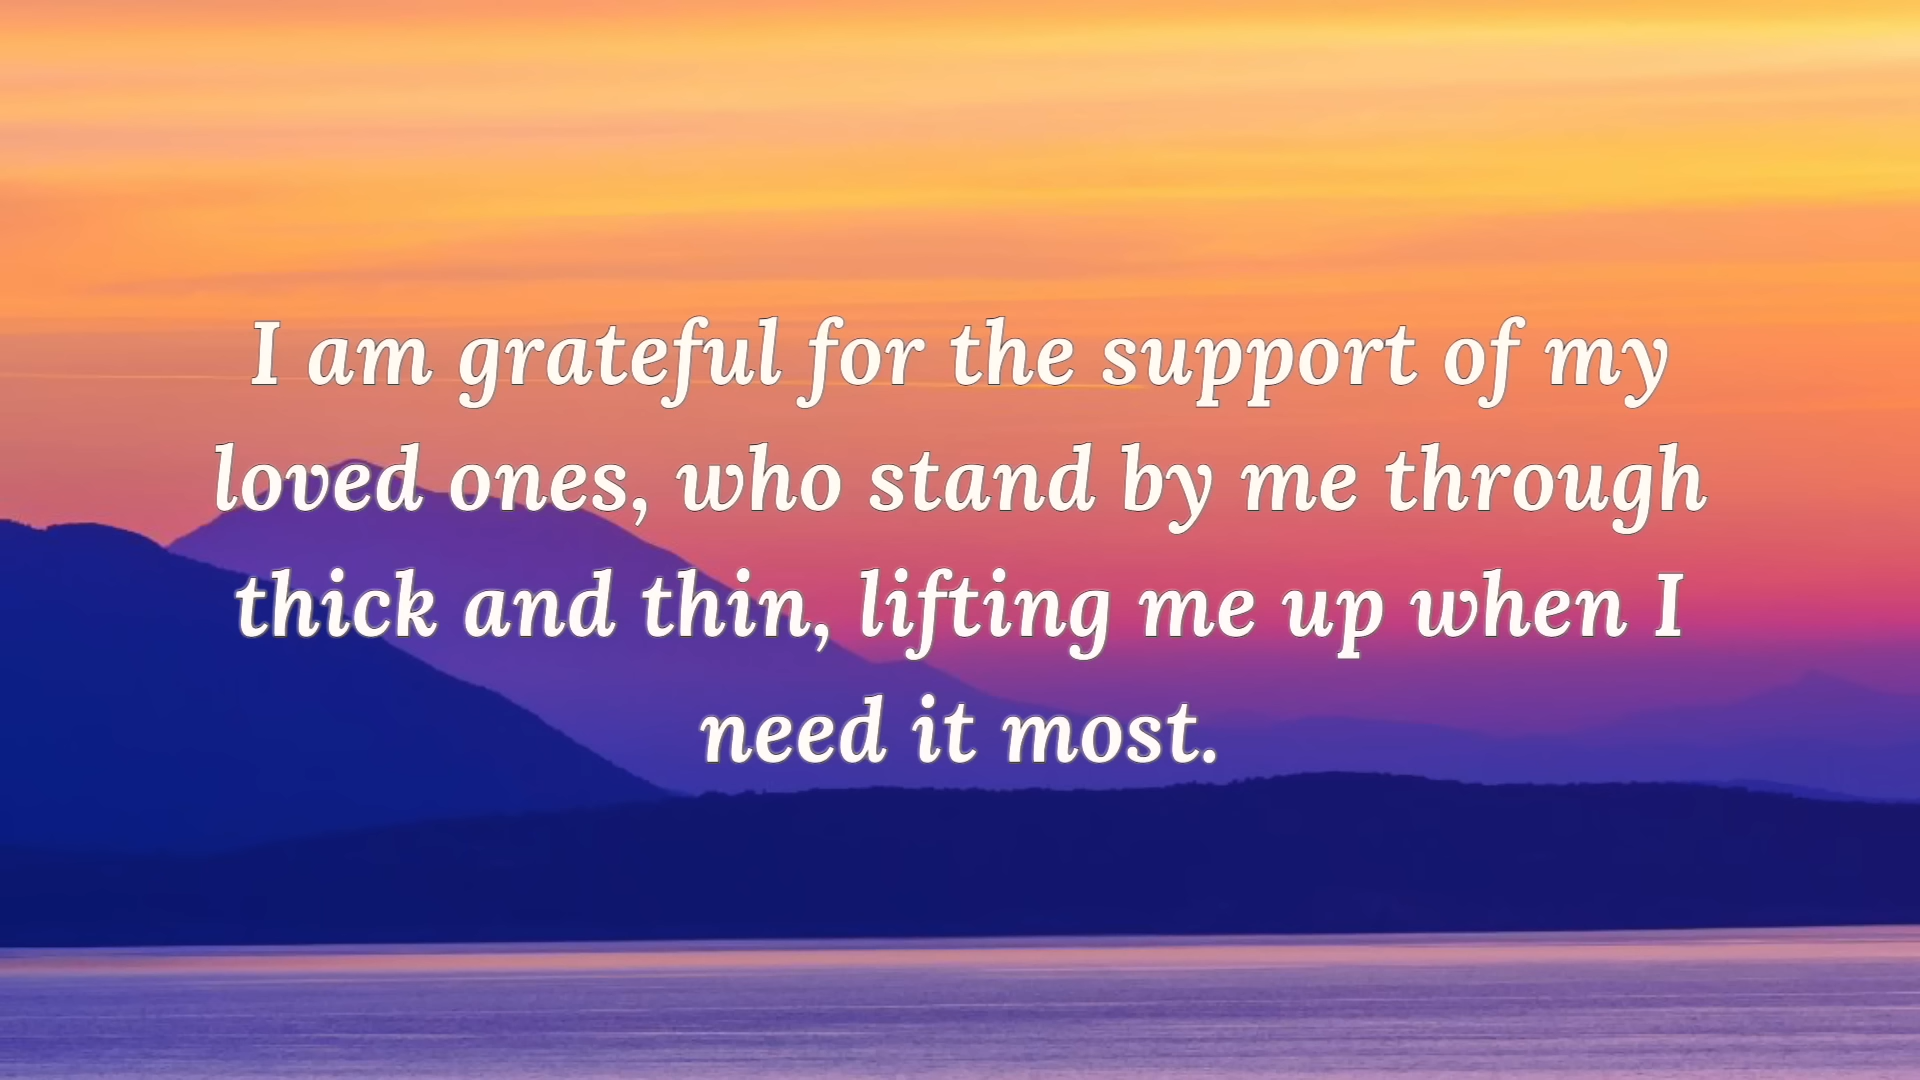 I am grateful for the support of my
loved ones, who stand by me through
thick and thin, lifting me up when I
need it most.